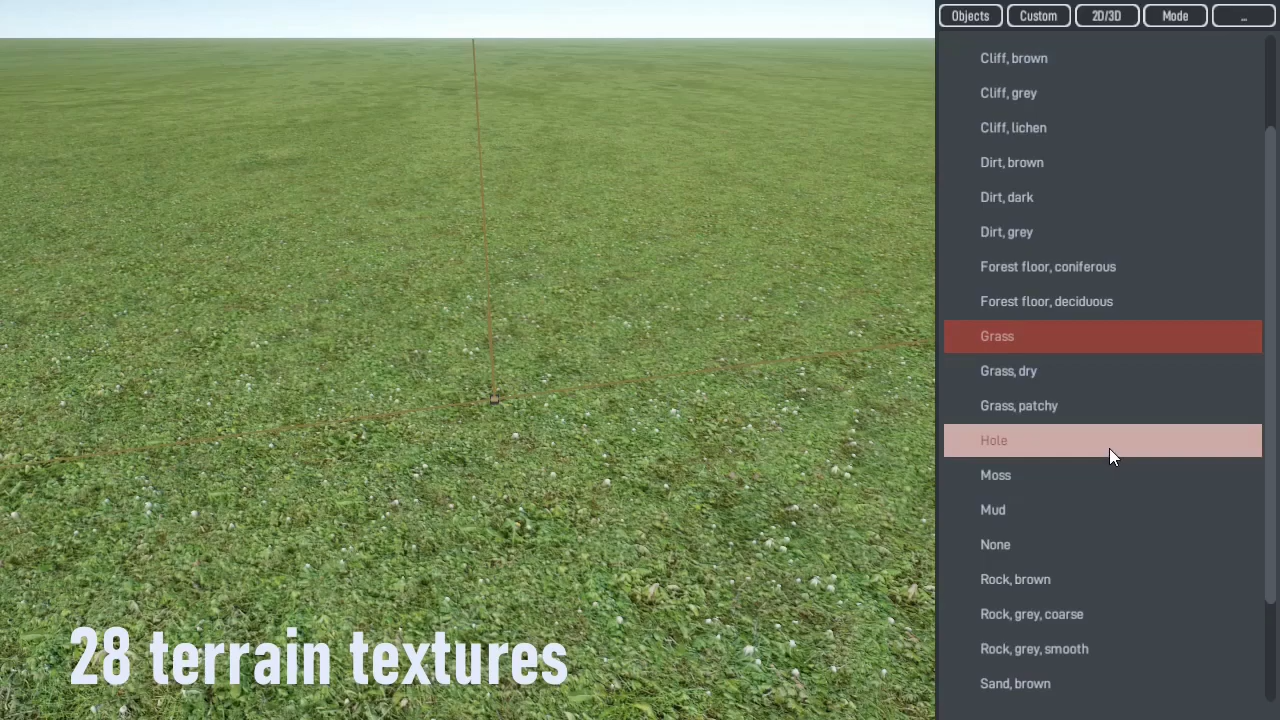 Objects
Custom
2D/3D
Mode
...
Cliff, brown
Cliff, grey
Cliff, lichen
Dirt, brown
Dirt, dark
Dirt, grey
Forest floor, coniferous
Forest floor, deciduous
Grass
Grass, dry
Grass, patchy
Hole
Moss
Mud
None
Rock, brown
Rock, grey, coarse
Rock, grey, smooth
Sand, brown
28 terrain textures